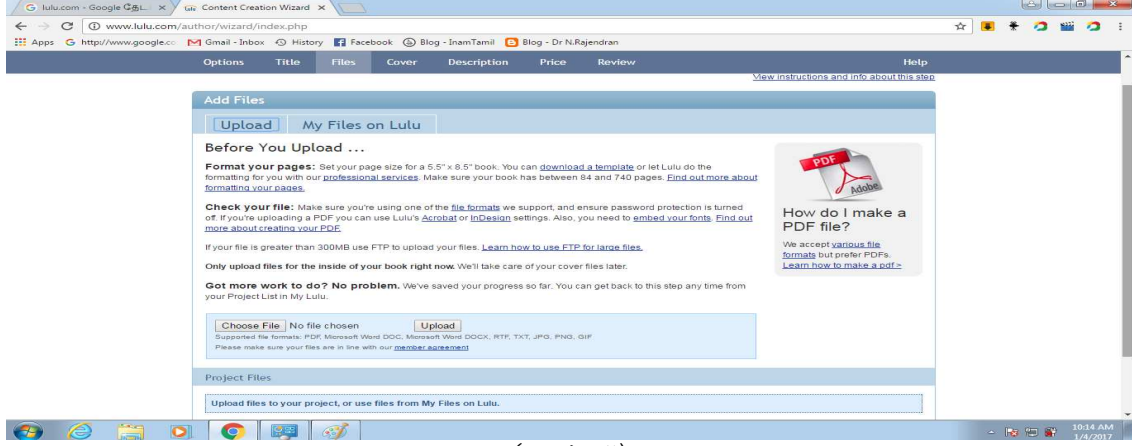 lulu.com - Google
Content Creation Wizard
www.lulu.com/author/wizard/index.php
Apps http://www.google.co Gmail - Inbox History Facebook Blog - InamTamil Blog - Dr N.Rajendran
Options Title Files Cover Description Price Review Help
View instructions and info about this step
Add Files
Upload My Files on Lulu
Before You Upload ...
Format your pages: Set your page size for a 5.5" x 8.5" book. You can download a template or let Lulu do the
formatting for you with our professional services. Make sure your book has between 84 and 740 pages. Find out more about
formatting your pages.
Check your file: Make sure you're using one of the file formats we support, and ensure password protection is turned
off. If you're uploading a PDF you can use Lulu's Acrobat or InDesign settings. Also, you need to embed your fonts. Find out
more about creating your PDF.
If your file is greater than 300MB use FTP to upload your files. Learn how to use FTP for large files.
Only upload files for the inside of your book right now. We'll take care of your cover files later.
Got more work to do? No problem. We've saved your progress so far. You can get back to this step any time from
your Project List in My Lulu.
Choose File No file chosen Upload
Supported file formats: PDF, Microsoft Word DOC, Microsoft Word DOCX, RTF, TXT, JPG, PNG, GIF
Please make sure your files are in line with our member agreement
PDF
Adobe
How do I make a
PDF file?
We accept various file
formats but prefer PDFs.
Learn how to make a pdf >
Project Files
Upload files to your project, or use files from My Files on Lulu.
10:14 AM
1/4/2017